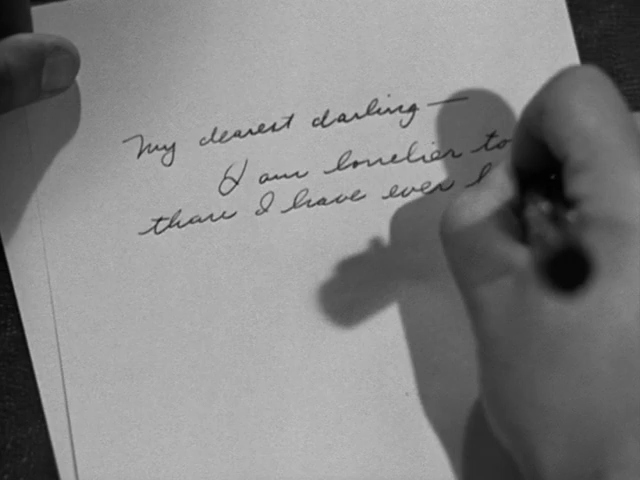 My dearest darling—
I am lonelier to
than I have ever